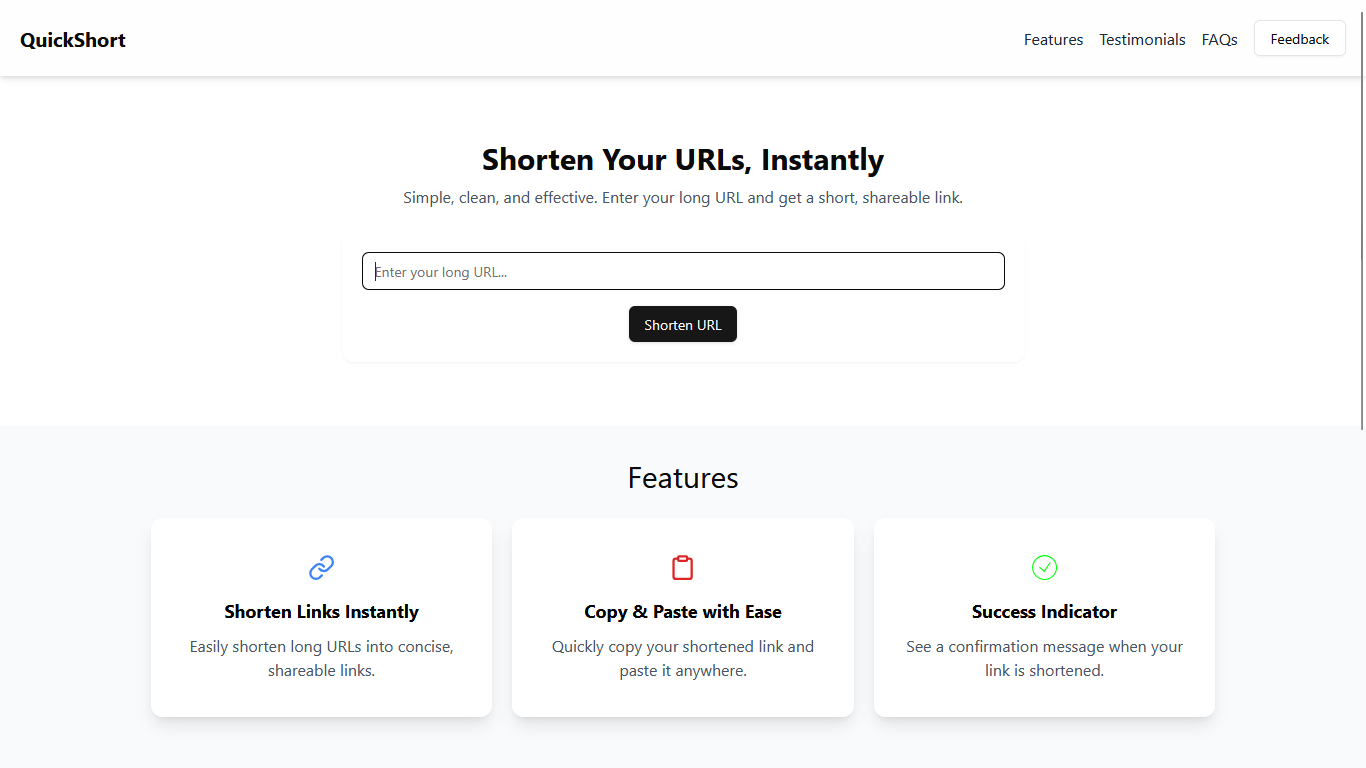 QuickShort
Features
Testimonials
FAQs
Feedback
Shorten Your URLs, Instantly
Simple, clean, and effective. Enter your long URL and get a short, shareable link.
Enter your long URL...
Shorten URL
Features
Shorten Links Instantly
Easily shorten long URLs into concise,
shareable links.
Copy & Paste with Ease
Quickly copy your shortened link and
paste it anywhere.
Success Indicator
See a confirmation message when your
link is shortened.